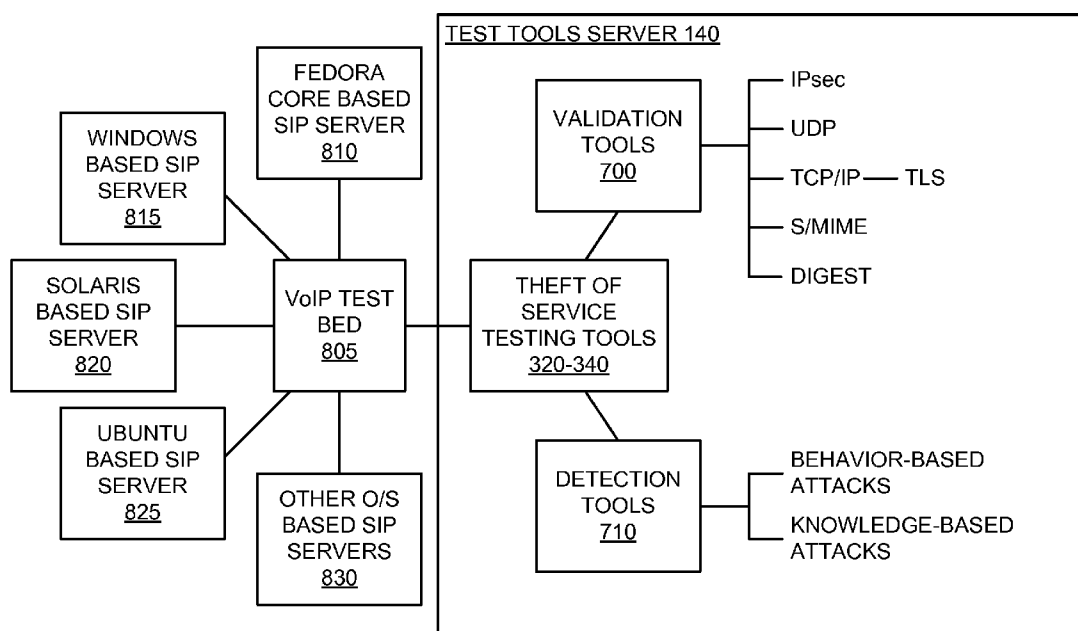 TEST TOOLS SERVER 140
FEDORA
CORE BASED
SIP SERVER
810
WINDOWS
BASED SIP
SERVER
815
SOLARIS
BASED SIP
SERVER
820
UBUNTU
BASED SIP
SERVER
825
OTHER O/S
BASED SIP
SERVERS
830
VoIP TEST
BED
805
VALIDATION
TOOLS
700
IPsec
UDP
TCP/IP TLS
S/MIME
DIGEST
THEFT OF
SERVICE
TESTING TOOLS
320-340
DETECTION
TOOLS
710
BEHAVIOR-BASED
ATTACKS
KNOWLEDGE-BASED
ATTACKS